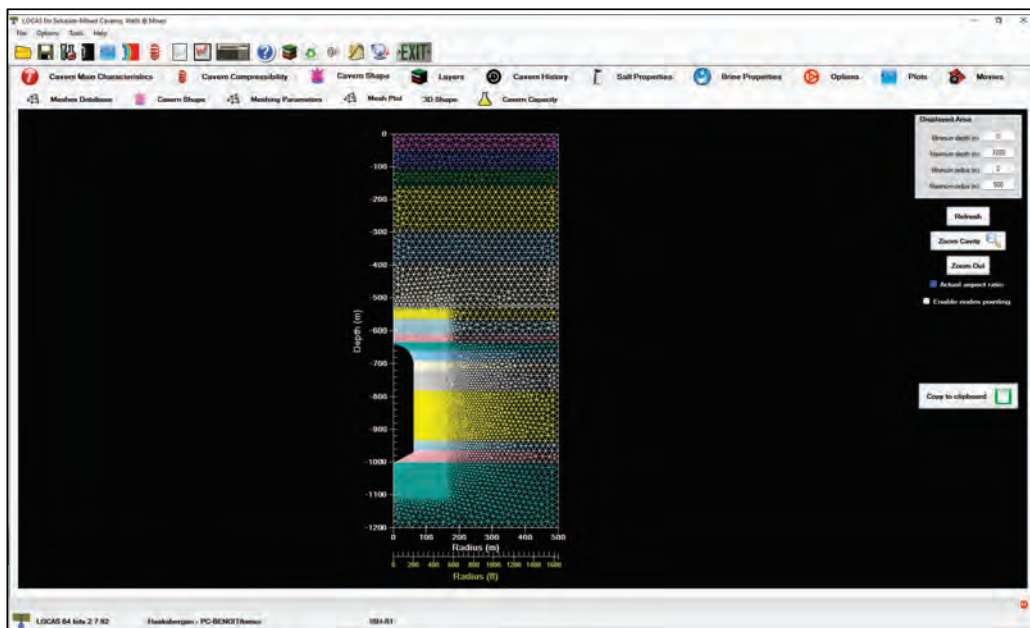 LOCAS for Solution-Mined Caverns, Wells & Mines
File Options Tools Help
EXIT
Cavern Main Characteristics Cavern Compressibility Cavern Shape Layers Cavern History Salt Properties Brine Properties Options Plots Movies
Meshes Database Cavern Shape Meshing Parameters Mesh Plot 3D Shape Cavern Capacity
Displayed Area
Minimum depth (m) 0
Maximum depth (m) 1200
Minimum radius (m) 0
Maximum radius (m) 500
Refresh
Zoom Cavity
Zoom Out
Actual aspect ratio
Enable nodes pointing
Copy to clipboard
Depth (m)
0
-100
-200
-300
-400
-500
-600
-700
-800
-900
-1000
-1100
-1200
0 100 200 300 400 500
Radius (m)
0 200 400 600 800 1000 1200 1400 1600
Radius (ft)
LOCAS 64 bits 2.7.92 Haaksbergen - PC-BENOIT/benoi